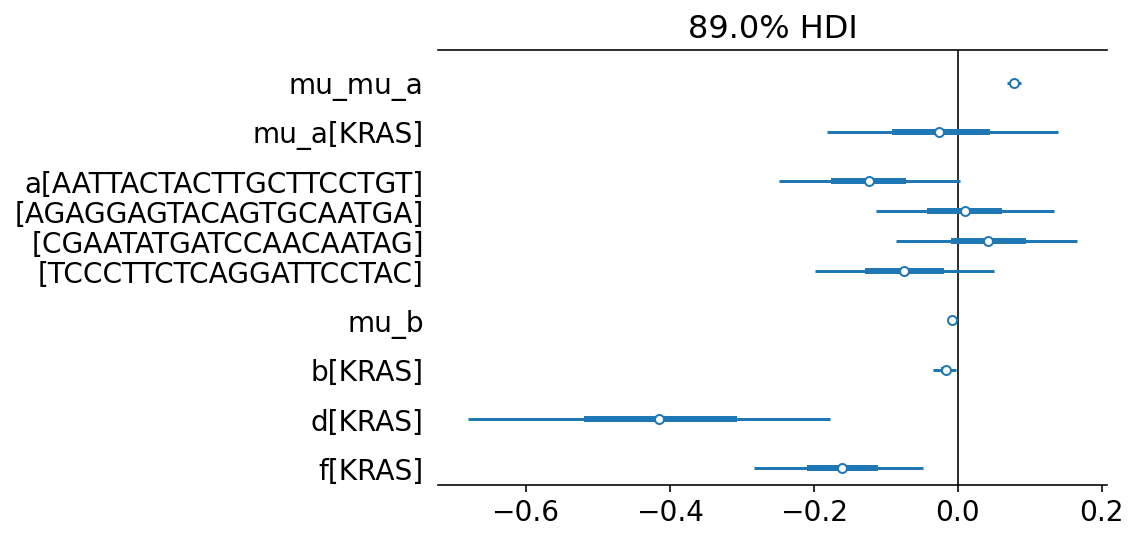 89.0% HDI
mu_mu_a
mu_a[KRAS]
a[AATTACTACTTGCTTCCTGT]
[AGAGGAGTACAGTGCAATGA]
[CGAATATGATCCAACAATAG]
[TCCCTTCTCAGGATTCCTAC]
mu_b
b[KRAS]
d[KRAS]
f[KRAS]
−0.6 −0.4 −0.2 0.0 0.2